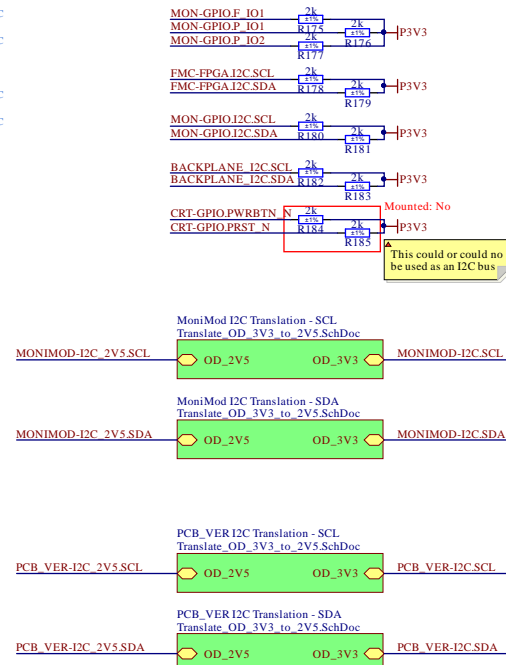 MON-GPIO.F_IO1 2k
MON-GPIO.P_IO1 R175 ±1% 2k
MON-GPIO.P_IO2 2k R176 ±1% P3V3
R177 ±1%
FMC-FPGA.I2C.SCL 2k
FMC-FPGA.I2C.SDA R178 ±1% 2k P3V3
R179 ±1%
MON-GPIO.I2C.SCL 2k
MON-GPIO.I2C.SDA R180 ±1% 2k P3V3
R181 ±1%
BACKPLANE_I2C.SCL 2k
BACKPLANE_I2C.SDA R182 ±1% 2k P3V3
R183 ±1%
Mounted: No
CRT-GPIO.PWRBTN_N 2k
CRT-GPIO.PRST_N R184 ±1% 2k P3V3
R185 ±1%
This could or could no
be used as an I2C bus
MoniMod I2C Translation - SCL
Translate_OD_3V3_to_2V5.SchDoc
MONIMOD-I2C_2V5.SCL OD_2V5 OD_3V3 MONIMOD-I2C.SCL
MoniMod I2C Translation - SDA
Translate_OD_3V3_to_2V5.SchDoc
MONIMOD-I2C_2V5.SDA OD_2V5 OD_3V3 MONIMOD-I2C.SDA
PCB_VER I2C Translation - SCL
Translate_OD_3V3_to_2V5.SchDoc
PCB_VER-I2C_2V5.SCL OD_2V5 OD_3V3 PCB_VER-I2C.SCL
PCB_VER I2C Translation - SDA
Translate_OD_3V3_to_2V5.SchDoc
PCB_VER-I2C_2V5.SDA OD_2V5 OD_3V3 PCB_VER-I2C.SDA